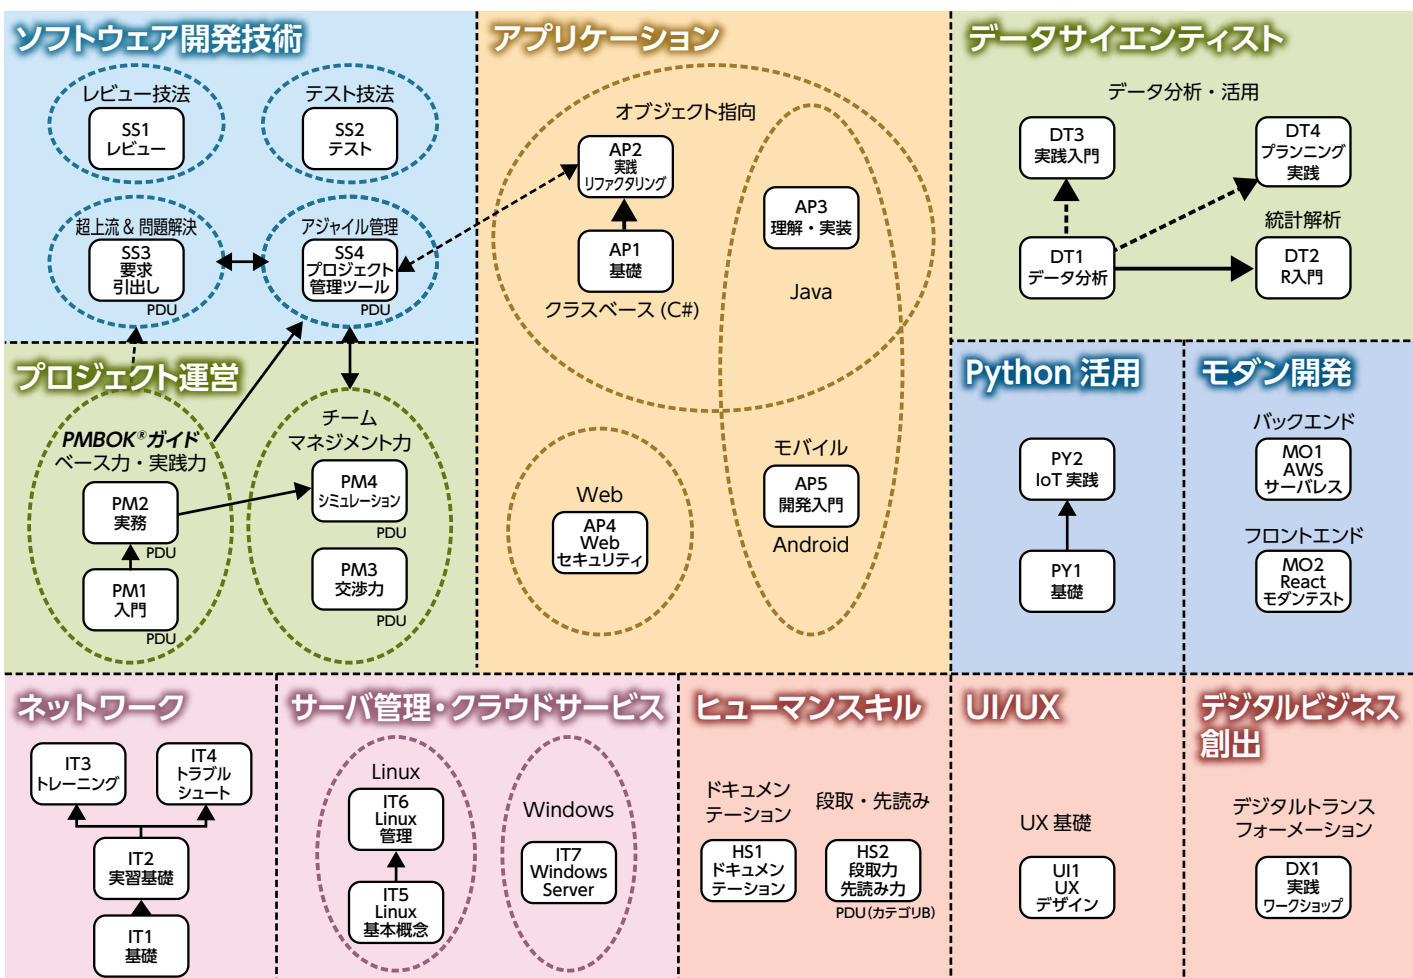 ソフトウェア開発技術
レビュー技法
SS1
レビュー
テスト技法
SS2
テスト
超上流 & 問題解決
SS3
要求
引出し
PDU
アジャイル管理
SS4
プロジェクト
管理ツール
PDU
プロジェクト運営
PMBOK®ガイド
ベース力・実践力
PM2
実務
PDU
PM1
入門
PDU
チーム
マネジメント力
PM4
シミュレーション
PDU
PM3
交渉力
PDU
アプリケーション
オブジェクト指向
AP2
実践
リファクタリング
AP1
基礎
クラスベース (C#)
AP3
理解・実装
Java
Web
AP4
Web
セキュリティ
モバイル
AP5
開発入門
Android
データサイエンティスト
データ分析・活用
DT3
実践入門
DT4
プランニング
実践
DT1
データ分析
統計解析
DT2
R入門
Python 活用
PY2
IoT 実践
PY1
基礎
モダン開発
バックエンド
MO1
AWS
サーバレス
フロントエンド
MO2
React
モダンテスト
ネットワーク
IT3
トレーニング
IT4
トラブル
シュート
IT2
実習基礎
IT1
基礎
サーバ管理・クラウドサービス
Linux
IT6
Linux
管理
IT5
Linux
基本概念
Windows
IT7
Windows
Server
ヒューマンスキル
ドキュメン
テーション
HS1
ドキュメン
テーション
段取・先読み
HS2
段取力
先読み力
PDU (カテゴリB)
UI/UX
UX 基礎
UI1
UX
デザイン
デジタルビジネス
創出
デジタルトランス
フォーメーション
DX1
実践
ワークショップ